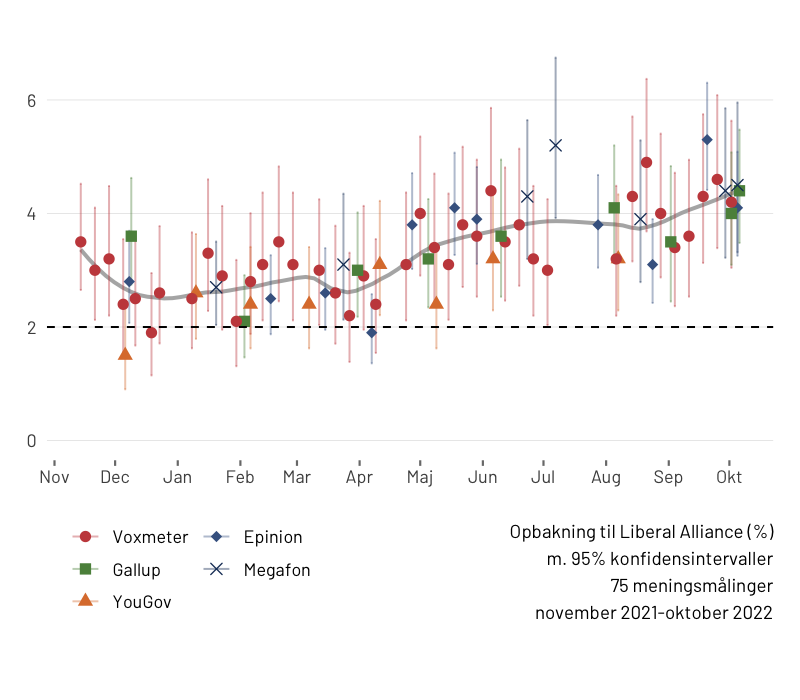 6
4
2
0
Nov Dec Jan Feb Mar Apr Maj Jun Jul Aug Sep Okt
Voxmeter Epinion
Gallup Megafon
YouGov
Opbakning til Liberal Alliance (%)
m. 95% konfidensintervaller
75 meningsmålinger
november 2021-oktober 2022